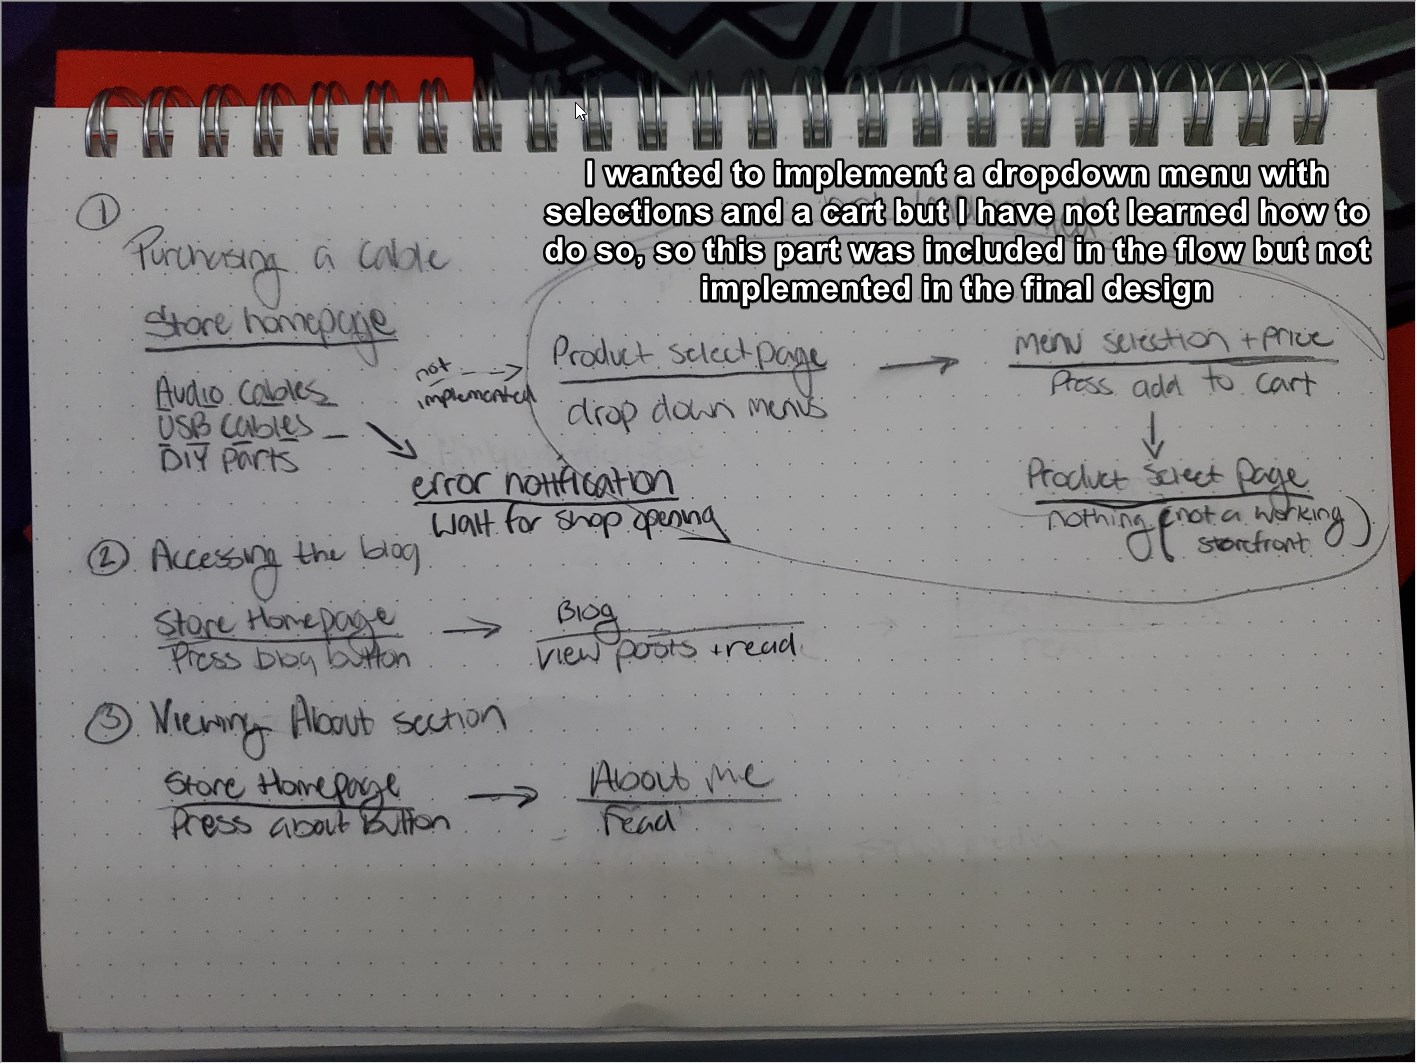 I wanted to implement a dropdown menu with
selections and a cart but I have not learned how to
do so, so this part was included in the flow but not
implemented in the final design
①
Purchasing a cable
Store homepage
Audio cables
USB cables
DIY parts
not
implemented
Product select page
drop down menus
menu selection + price
Press add to cart
Product select page
nothing (not a working
storefront)
error notification
Wait for shop opening
② Accessing the blog
Store Homepage
Press blog button
Blog
view posts + read
③ Viewing About section
Store Homepage
Press about button
About me
read